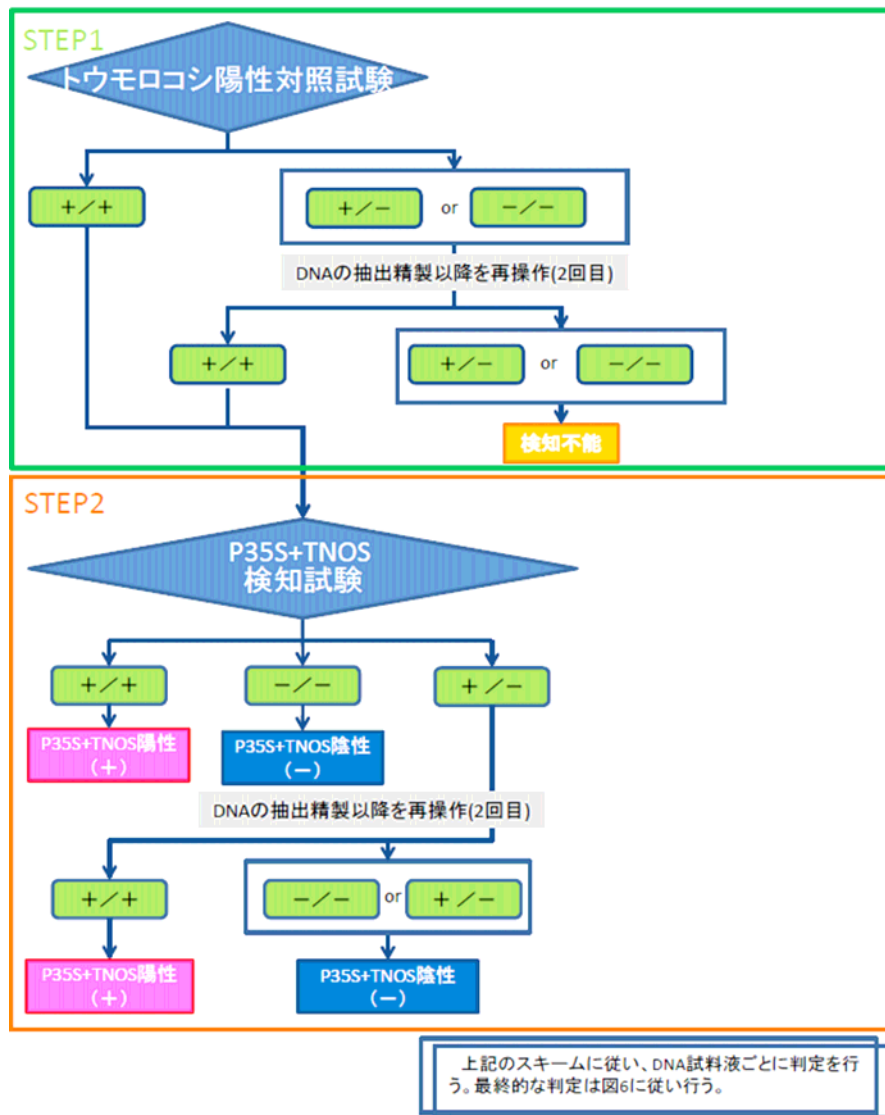 STEP1
トウモロコシ陽性対照試験
+/+
+/-
or
-/-
DNAの抽出精製以降を再操作(2回目)
+/+
+/-
or
-/-
検知不能
STEP2
P35S+TNOS
検知試験
+/+
-/-
+/-
P35S+TNOS陽性
(+)
P35S+TNOS陰性
(-)
DNAの抽出精製以降を再操作(2回目)
+/+
-/-
or
+/-
P35S+TNOS陽性
(+)
P35S+TNOS陰性
(-)
上記のスキームに従い、DNA試料液ごとに判定を行
う。最終的な判定は図6に従い行う。